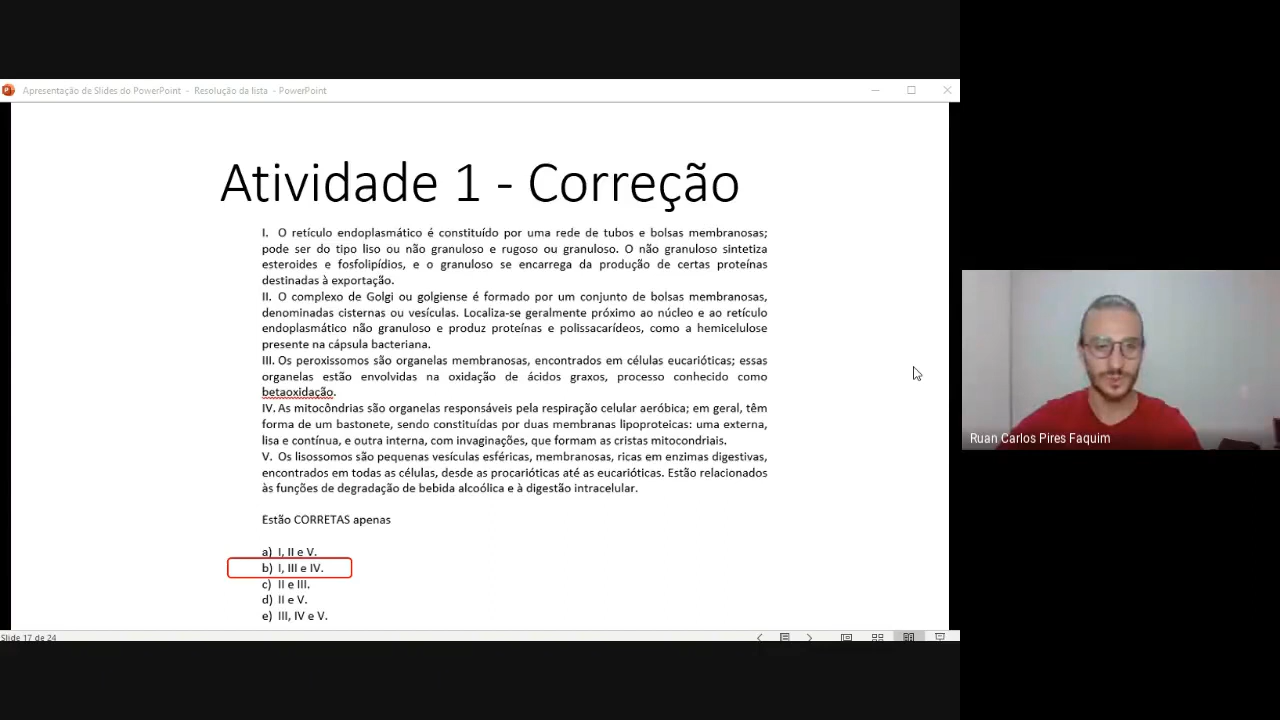 Apresentação de Slides do PowerPoint - Resolução da lista - PowerPoint
Atividade 1 - Correção
I. O retículo endoplasmático é constituído por uma rede de tubos e bolsas membranosas;
pode ser do tipo liso ou não granuloso e rugoso ou granuloso. O não granuloso sintetiza
esteroides e fosfolipídios, e o granuloso se encarrega da produção de certas proteínas
destinadas à exportação.
II. O complexo de Golgi ou golgiense é formado por um conjunto de bolsas membranosas,
denominadas cisternas ou vesículas. Localiza-se geralmente próximo ao núcleo e ao retículo
endoplasmático não granuloso e produz proteínas e polissacarídeos, como a hemicelulose
presente na cápsula bacteriana.
III. Os peroxissomos são organelas membranosas, encontrados em células eucarióticas; essas
organelas estão envolvidas na oxidação de ácidos graxos, processo conhecido como
betaoxidação.
IV. As mitocôndrias são organelas responsáveis pela respiração celular aeróbica; em geral, têm
forma de um bastonete, sendo constituídas por duas membranas lipoproteicas: uma externa,
lisa e contínua, e outra interna, com invaginações, que formam as cristas mitocondriais.
V. Os lisossomos são pequenas vesículas esféricas, membranosas, ricas em enzimas digestivas,
encontrados em todas as células, desde as procarióticas até as eucarióticas. Estão relacionados
às funções de degradação de bebida alcoólica e à digestão intracelular.
Estão CORRETAS apenas
a) I, II e V.
b) I, III e IV.
c) II e III.
d) II e V.
e) III, IV e V.
Slide 17 de 24
Ruan Carlos Pires Faquim